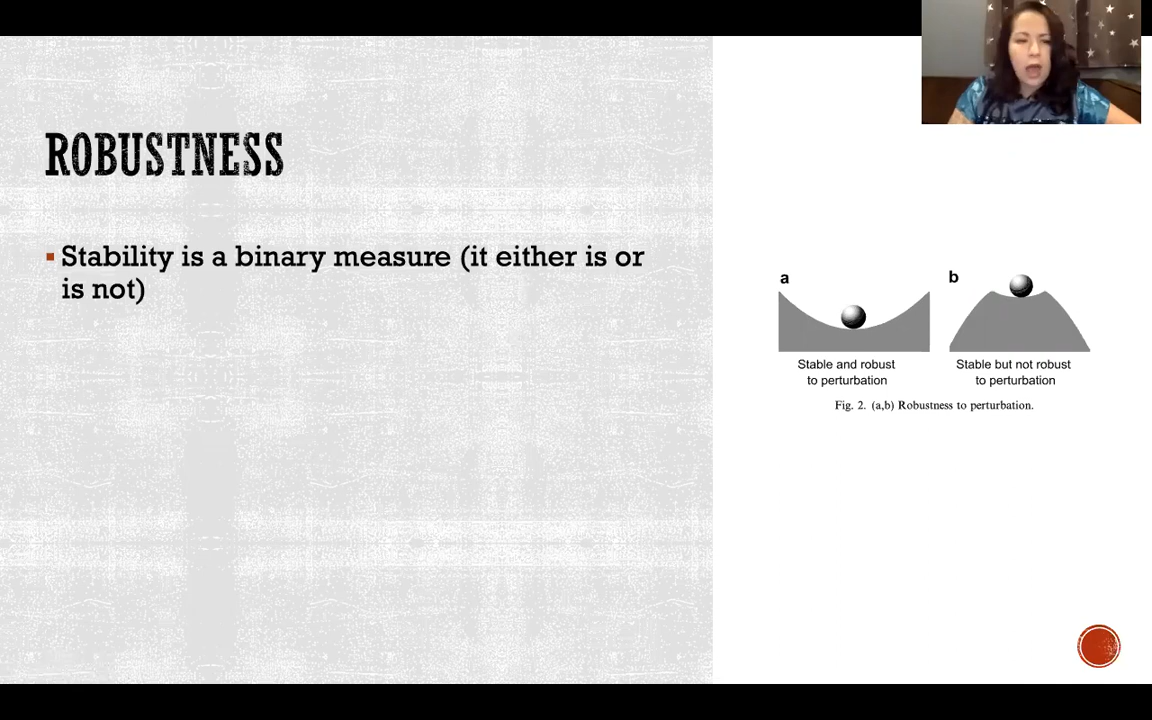 ROBUSTNESS
Stability is a binary measure (it either is or
is not)
a
b
Stable and robust
to perturbation
Stable but not robust
to perturbation
Fig. 2. (a,b) Robustness to perturbation.